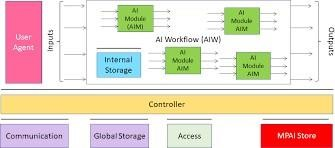 User
Agent
Inputs
AI
Module
(AIM)
AI
Module
AIM
AI Workflow (AIW)
Internal
Storage
AI
Module
AIM
AI
Module
AIM
Outputs
Controller
Communication
Global Storage
Access
MPAI Store